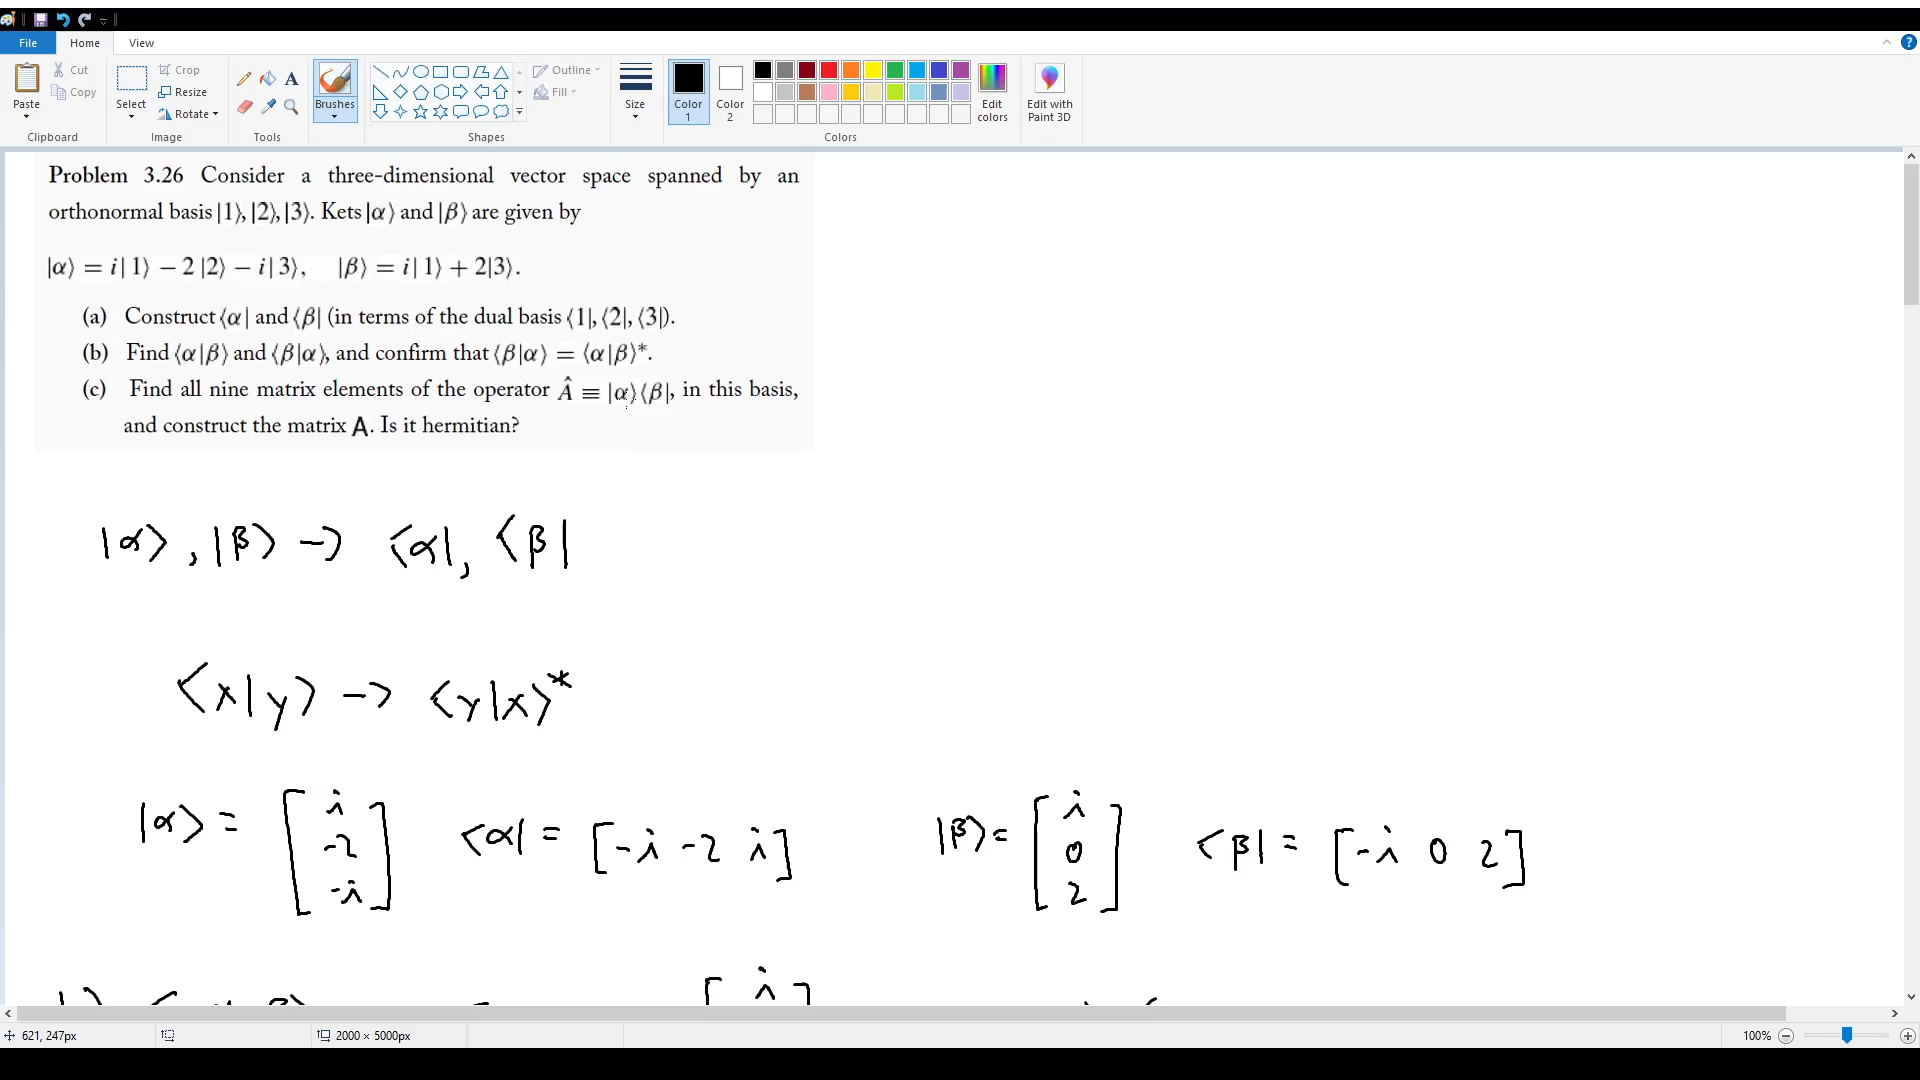 File Home View
Paste Cut Copy Clipboard
Select Crop Resize Rotate Image
Tools
Brushes
Shapes
Outline Fill
Size
Color 1 Color 2 Edit colors Edit with Paint 3D
Colors
Problem 3.26 Consider a three-dimensional vector space spanned by an
orthonormal basis |1⟩, |2⟩, |3⟩. Kets |α⟩ and |β⟩ are given by
|α⟩ = i|1⟩ − 2|2⟩ − i|3⟩, |β⟩ = i|1⟩ + 2|3⟩.
(a) Construct ⟨α| and ⟨β| (in terms of the dual basis ⟨1|, ⟨2|, ⟨3|).
(b) Find ⟨α|β⟩ and ⟨β|α⟩, and confirm that ⟨β|α⟩ = ⟨α|β⟩*.
(c) Find all nine matrix elements of the operator Â ≡ |α⟩⟨β|, in this basis,
and construct the matrix A. Is it hermitian?
|α⟩, |β⟩ → ⟨α|, ⟨β|
⟨x|y⟩ → ⟨y|x⟩*
|α⟩ = [i -2 -i] ⟨α| = [-i -2 i] |β⟩ = [i 0 2] ⟨β| = [-i 0 2]
621, 247px 2000 × 5000px 100%